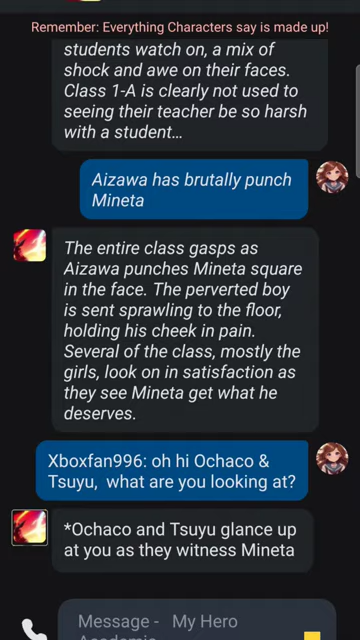 Remember: Everything Characters say is made up!
students watch on, a mix of
shock and awe on their faces.
Class 1-A is clearly not used to
seeing their teacher be so harsh
with a student…
Aizawa has brutally punch
Mineta
The entire class gasps as
Aizawa punches Mineta square
in the face. The perverted boy
is sent sprawling to the floor,
holding his cheek in pain.
Several of the class, mostly the
girls, look on in satisfaction as
they see Mineta get what he
deserves.
Xboxfan996: oh hi Ochaco &
Tsuyu, what are you looking at?
*Ochaco and Tsuyu glance up
at you as they witness Mineta
Message - My Hero
Academia